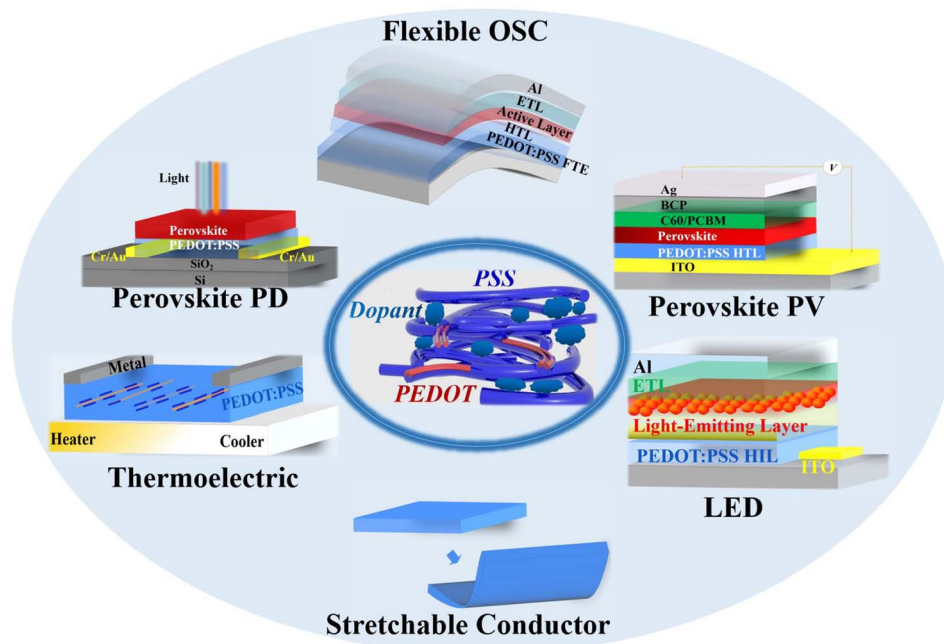 Flexible OSC
Al
ETL
Active Layer
HTL
PEDOT:PSS FTE
Light
Perovskite
PEDOT:PSS
Cr/Au
Cr/Au
SiO₂
Si
Perovskite PD
V
Ag
BCP
C60/PCBM
Perovskite
PEDOT:PSS HTL
ITO
Perovskite PV
PSS
Dopant
PEDOT
Metal
PEDOT:PSS
Heater
Cooler
Thermoelectric
Al
ETL
Light-Emitting Layer
PEDOT:PSS HIL
ITO
LED
Stretchable Conductor